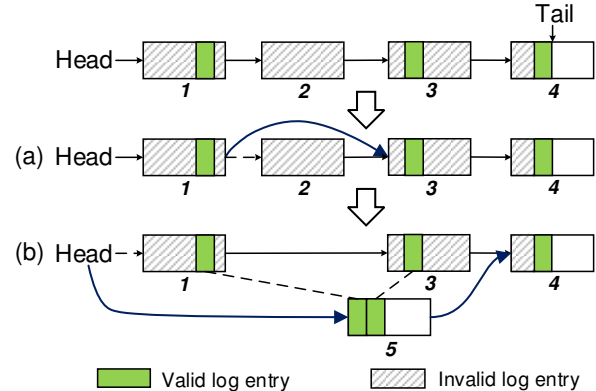 Tail
Head
1 2 3 4
(a) Head
1 2 3 4
(b) Head
1 3 4
5
Valid log entry Invalid log entry